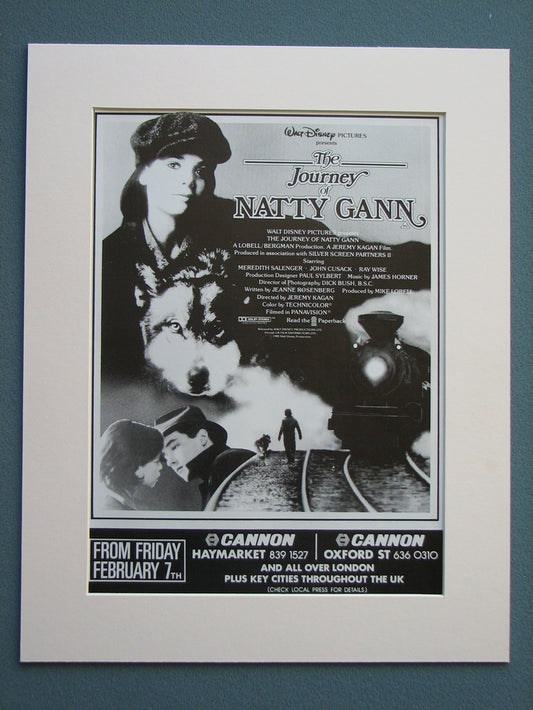 Walt Disney PICTURES
presents
The
Journey
of
NATTY GANN
WALT DISNEY PICTURES presents
THE JOURNEY OF NATTY GANN
A LOBELL/BERGMAN Production. A JEREMY KAGAN Film.
Produced in association with SILVER SCREEN PARTNERS II
Starring
MEREDITH SALENGER · JOHN CUSACK · RAY WISE
Production Designer PAUL SYLBERT Music by JAMES HORNER
Director of Photography DICK BUSH, B.S.C.
Written by JEANNE ROSENBERG Produced by MIKE LOBELL
Directed by JEREMY KAGAN
Color by TECHNICOLOR®
Filmed in PANAVISION®
DOLBY STEREO
Read the Paperback
FROM FRIDAY
FEBRUARY 7TH
CANNON
HAYMARKET 839 1527
CANNON
OXFORD ST 636 0310
AND ALL OVER LONDON
PLUS KEY CITIES THROUGHOUT THE UK
(CHECK LOCAL PRESS FOR DETAILS)